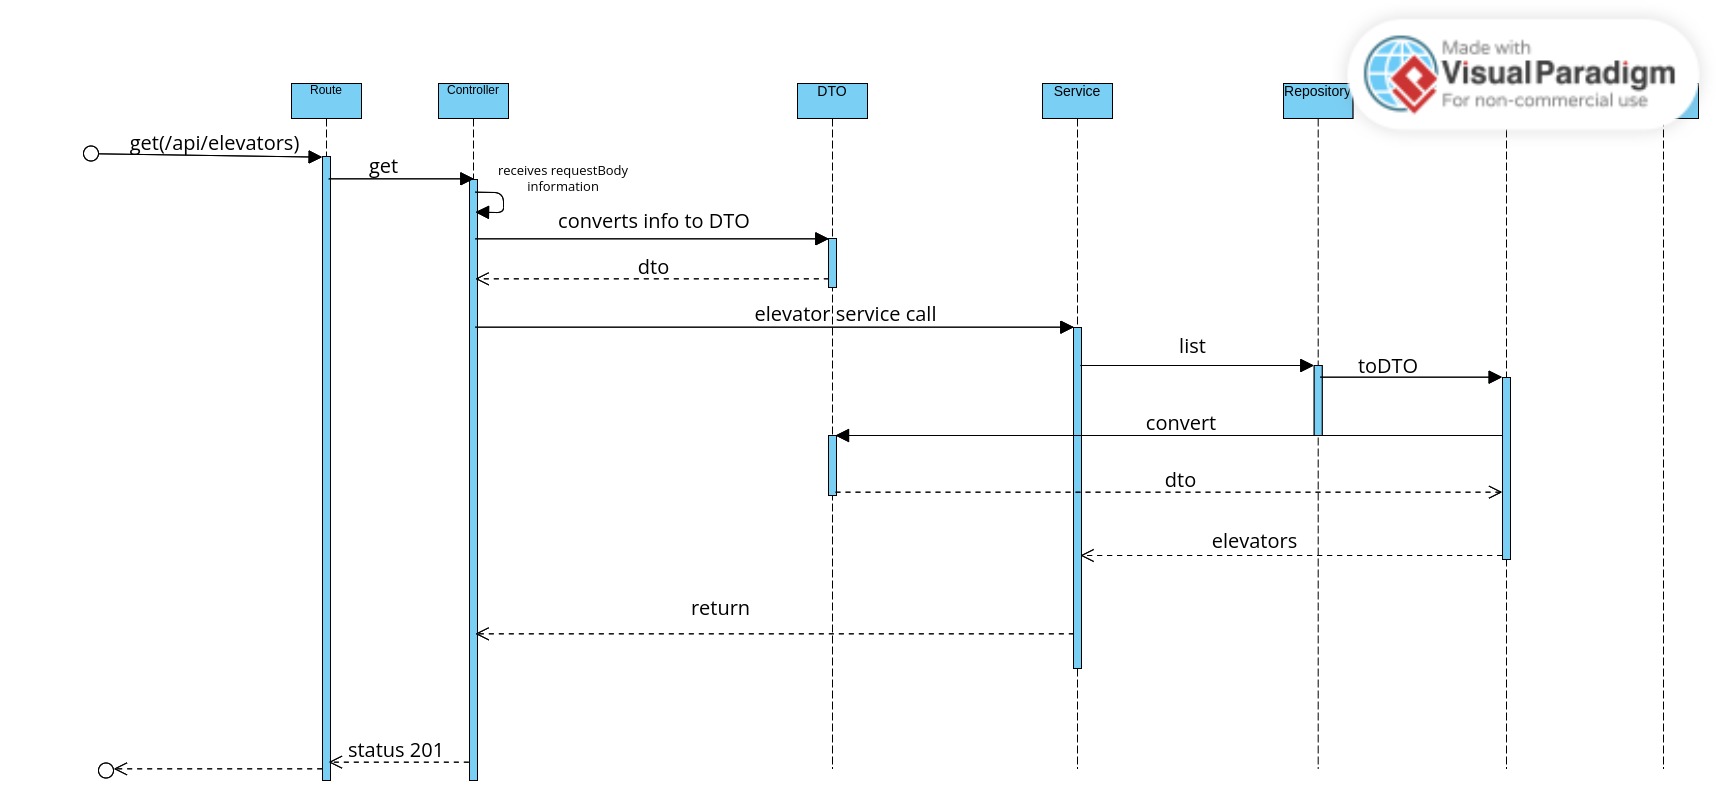 Made with
Visual Paradigm
For non-commercial use
Route
Controller
DTO
Service
Repository
get(/api/elevators)
get
receives requestBody
information
converts info to DTO
dto
elevator service call
list
toDTO
convert
dto
elevators
return
status 201